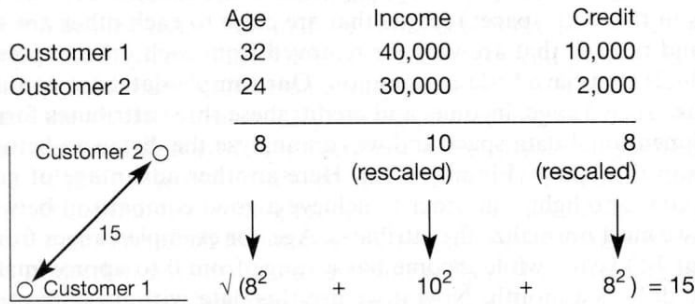 Age Income Credit
Customer 1 32 40,000 10,000
Customer 2 24 30,000 2,000
8 10 8
(rescaled) (rescaled)
Customer 2
15
Customer 1
√ (8² + 10² + 8²) = 15